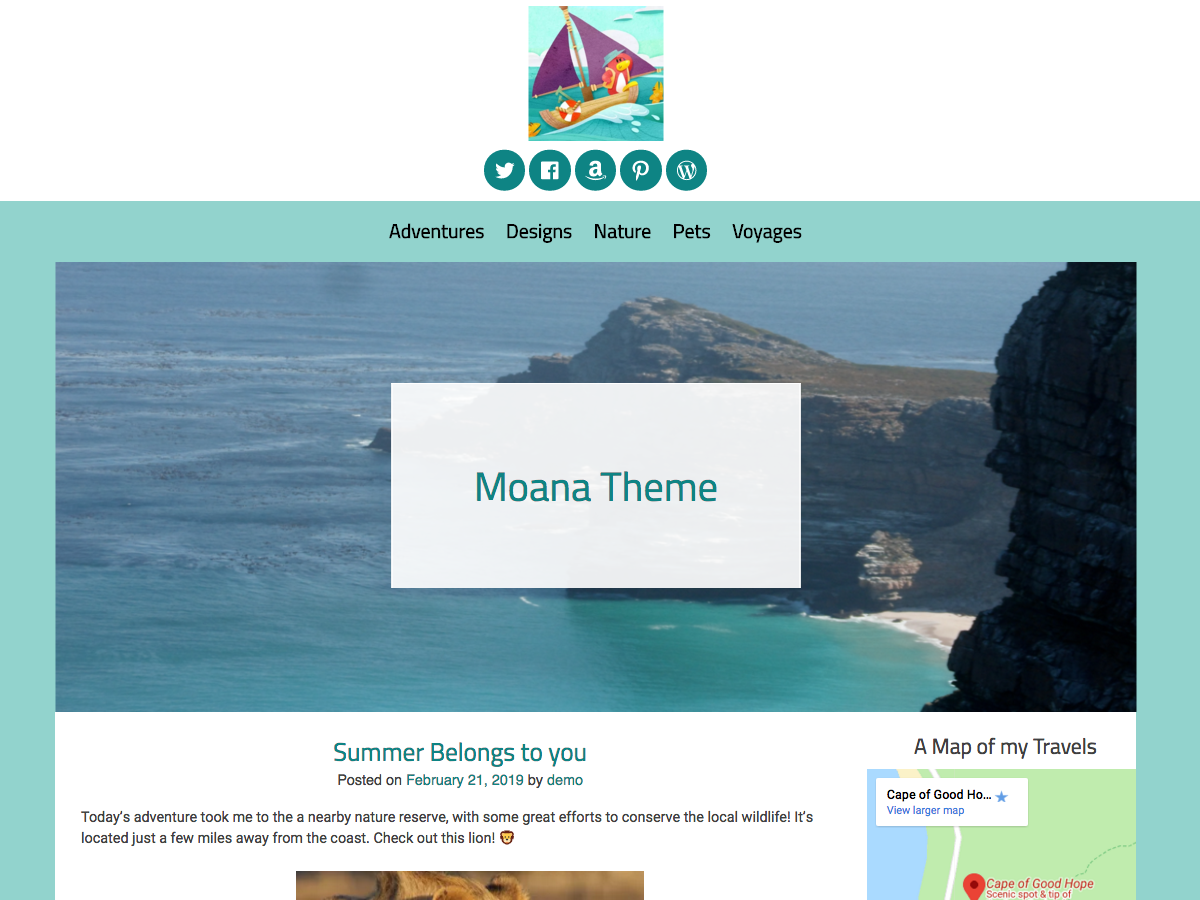 Adventures Designs Nature Pets Voyages
Moana Theme
Summer Belongs to you
Posted on February 21, 2019 by demo
Today's adventure took me to the a nearby nature reserve, with some great efforts to conserve the local wildlife! It's
located just a few miles away from the coast. Check out this lion! 🦁
A Map of my Travels
Cape of Good Ho...
View larger map
Cape of Good Hope
Scenic spot & tip of